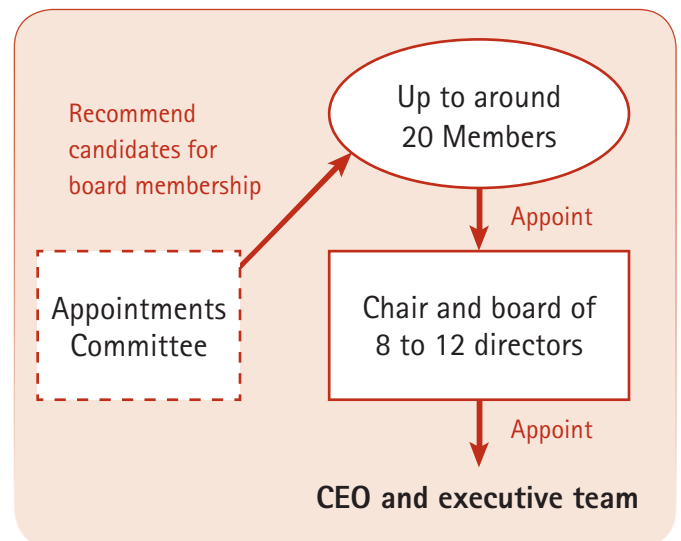 Recommend
candidates for
board membership
Up to around
20 Members
Appoint
Appointments
Committee
Chair and board of
8 to 12 directors
Appoint
CEO and executive team